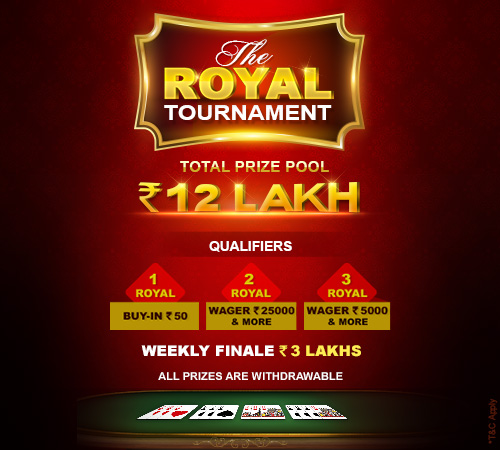 The
ROYAL
TOURNAMENT
TOTAL PRIZE POOL
₹12 LAKH
QUALIFIERS
1
ROYAL
BUY-IN ₹ 50
2
ROYAL
WAGER ₹ 25000
& MORE
3
ROYAL
WAGER ₹ 5000
& MORE
WEEKLY FINALE ₹ 3 LAKHS
ALL PRIZES ARE WITHDRAWABLE
*T&C Apply